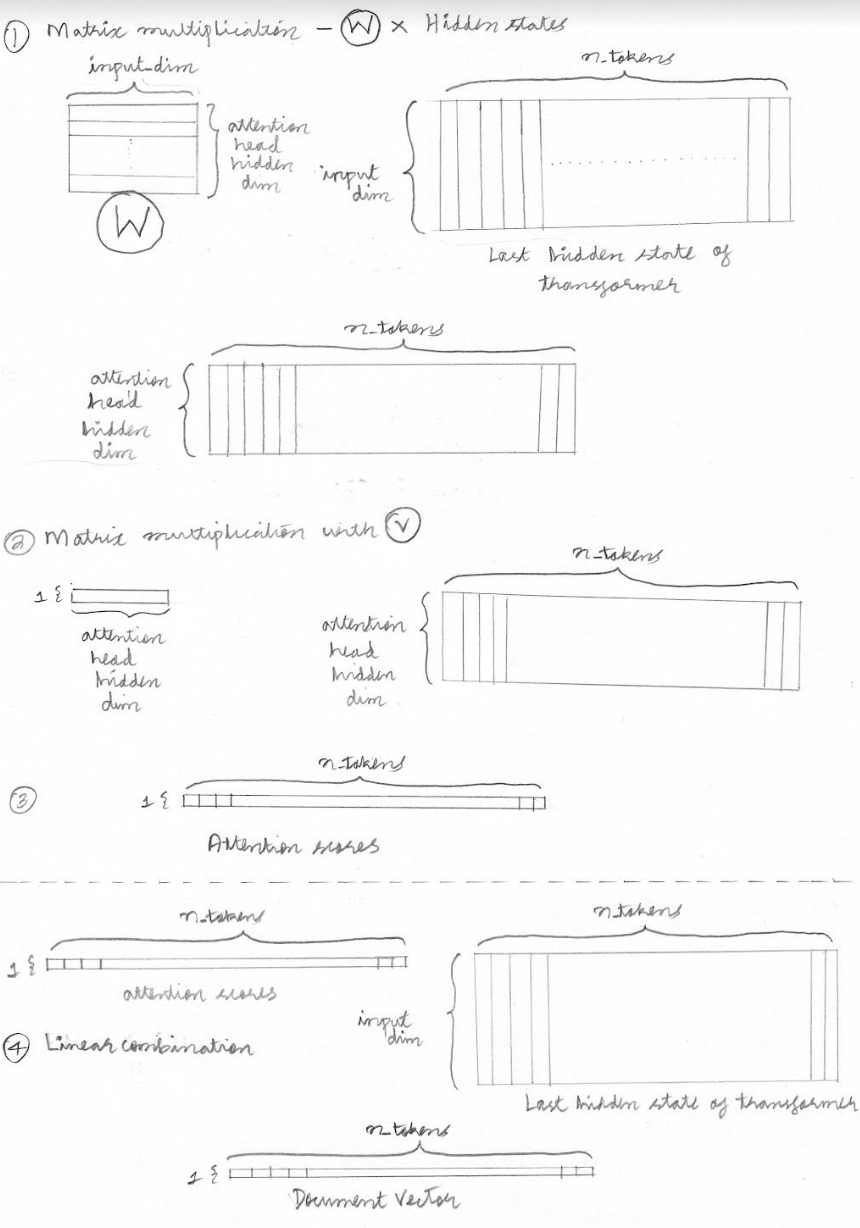 ① Matrix multiplication - Ⓦ × Hidden states
input_dim
n_tokens
attention
head
hidden
dim
input
dim
W
Last hidden state of
transformer
n_tokens
attention
head
hidden
dim
② Matrix multiplication with Ⓥ
n_tokens
1
attention
head
hidden
dim
attention
head
hidden
dim
n_tokens
③ 1
Attention scores
n_tokens
n_tokens
1
attention scores
input
dim
④ Linear combination
Last hidden state of transformer
n_tokens
1
Document Vector